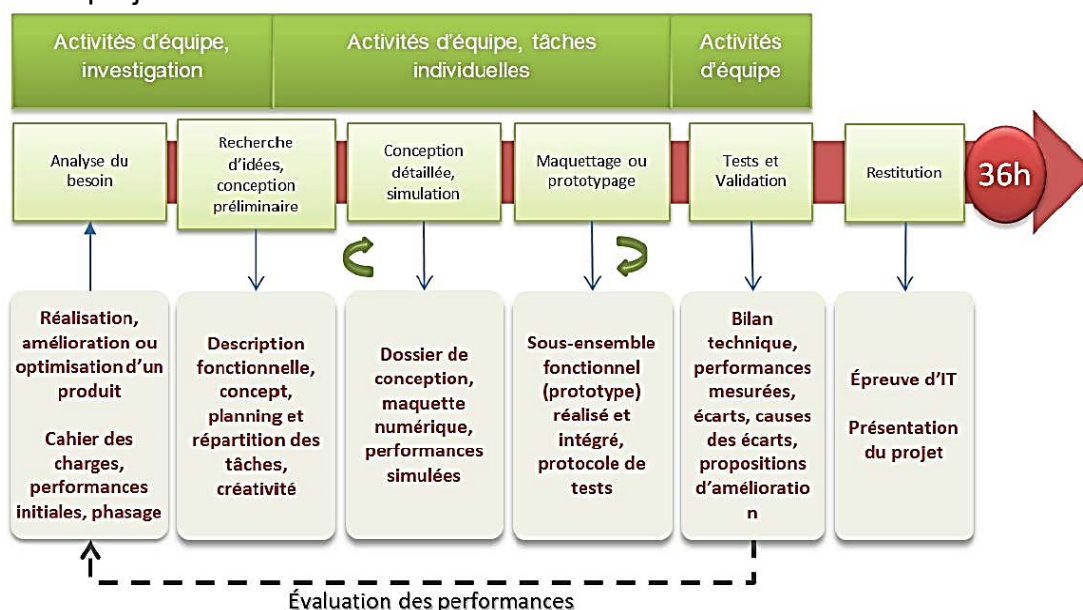 Activités d'équipe,
investigation
Activités d'équipe, tâches
individuelles
Activités
d'équipe
Analyse du
besoin
Recherche
d'idées,
conception
préliminaire
Conception
détaillée,
simulation
Maquettage ou
prototypage
Tests et
Validation
Restitution
36h
Réalisation,
amélioration ou
optimisation d'un
produit
Cahier des
charges,
performances
initiales, phasage
Description
fonctionnelle,
concept,
planning et
répartition des
tâches,
créativité
Dossier de
conception,
maquette
numérique,
performances
simulées
Sous-ensemble
fonctionnel
(prototype)
réalisé et
intégré,
protocole de
tests
Bilan
technique,
performances
mesurées,
écarts, causes
des écarts,
propositions
d'amélioratio
n
Épreuve d'IT
Présentation
du projet
Évaluation des performances